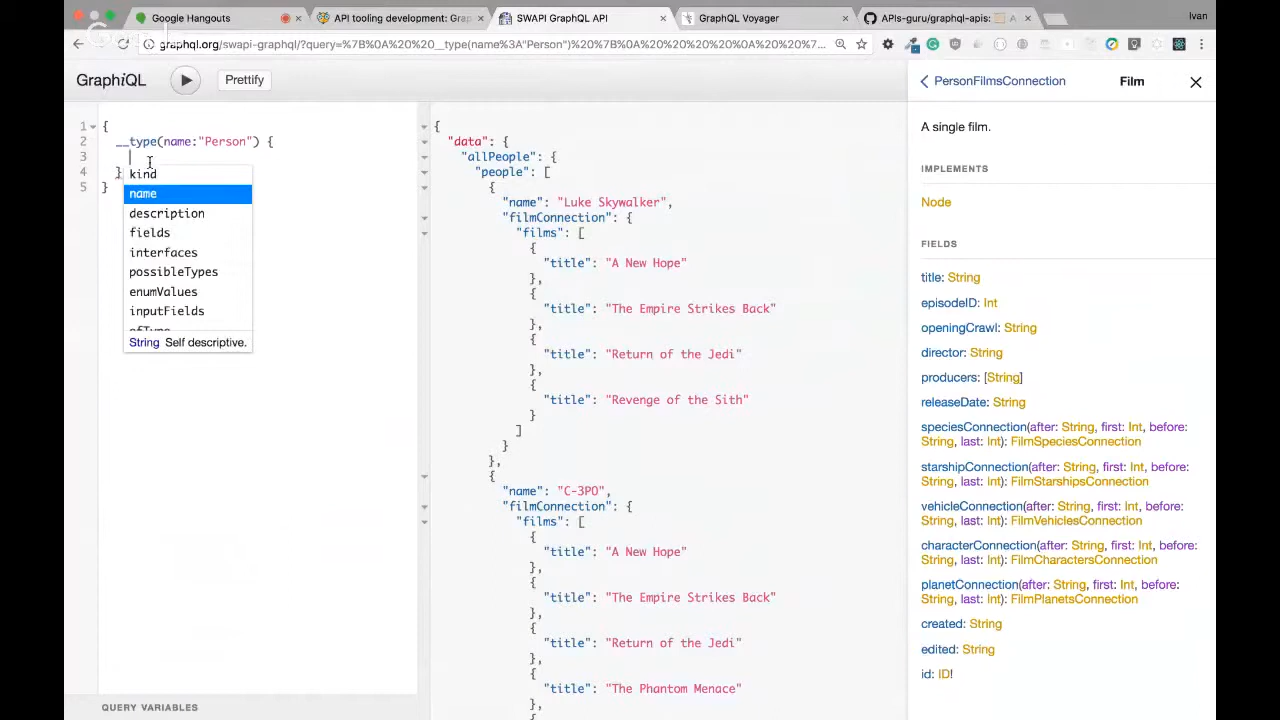 Google Hangouts
API tooling development: Grap
SWAPI GraphQL API
GraphQL Voyager
APIs-guru/graphql-apis:
Ivan
graphql.org/swapi-graphql/?query=%7B%0A%20%20__type(name%3A"Person")%20%7B%0A%20%20%20%20%0A%20%20%7...
GraphiQL
Prettify
PersonFilmsConnection
Film
1
{
2
__type(name:"Person") {
3
4
}
5
}
kind
name
description
fields
interfaces
possibleTypes
enumValues
inputFields
ofType
String Self descriptive.
QUERY VARIABLES
{
"data": {
"allPeople": {
"people": [
{
"name": "Luke Skywalker",
"filmConnection": {
"films": [
{
"title": "A New Hope"
},
{
"title": "The Empire Strikes Back"
},
{
"title": "Return of the Jedi"
},
{
"title": "Revenge of the Sith"
}
]
}
},
{
"name": "C-3PO",
"filmConnection": {
"films": [
{
"title": "A New Hope"
},
{
"title": "The Empire Strikes Back"
},
{
"title": "Return of the Jedi"
},
{
"title": "The Phantom Menace"
},
{
A single film.
IMPLEMENTS
Node
FIELDS
title: String
episodeID: Int
openingCrawl: String
director: String
producers: [String]
releaseDate: String
speciesConnection(after: String, first: Int, before:
String, last: Int): FilmSpeciesConnection
starshipConnection(after: String, first: Int, before:
String, last: Int): FilmStarshipsConnection
vehicleConnection(after: String, first: Int, before:
String, last: Int): FilmVehiclesConnection
characterConnection(after: String, first: Int, before:
String, last: Int): FilmCharactersConnection
planetConnection(after: String, first: Int, before:
String, last: Int): FilmPlanetsConnection
created: String
edited: String
id: ID!